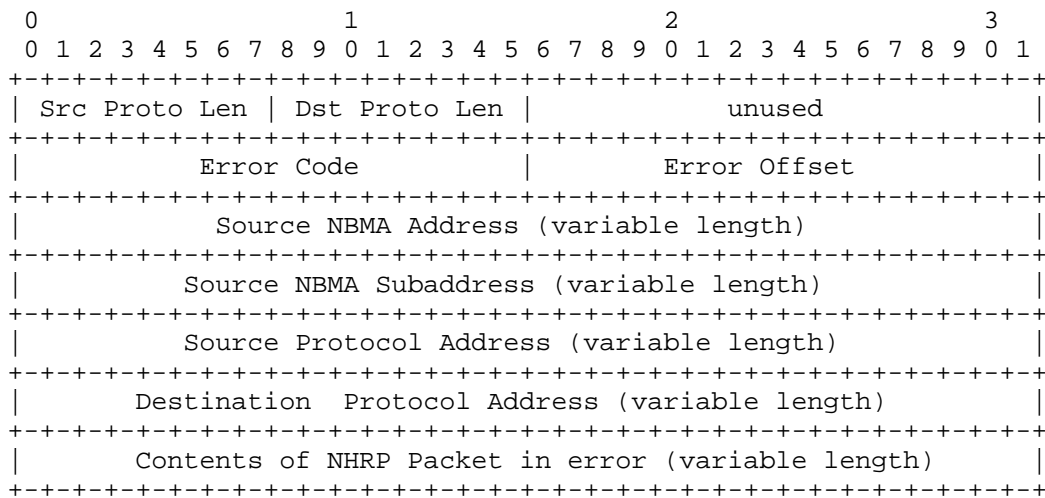 0                   1                   2                   3
 0 1 2 3 4 5 6 7 8 9 0 1 2 3 4 5 6 7 8 9 0 1 2 3 4 5 6 7 8 9 0 1
+-+-+-+-+-+-+-+-+-+-+-+-+-+-+-+-+-+-+-+-+-+-+-+-+-+-+-+-+-+-+-+-+
| Src Proto Len | Dst Proto Len |            unused             |
+-+-+-+-+-+-+-+-+-+-+-+-+-+-+-+-+-+-+-+-+-+-+-+-+-+-+-+-+-+-+-+-+
|           Error Code          |        Error Offset           |
+-+-+-+-+-+-+-+-+-+-+-+-+-+-+-+-+-+-+-+-+-+-+-+-+-+-+-+-+-+-+-+-+
|            Source NBMA Address (variable length)              |
+-+-+-+-+-+-+-+-+-+-+-+-+-+-+-+-+-+-+-+-+-+-+-+-+-+-+-+-+-+-+-+-+
|          Source NBMA Subaddress (variable length)             |
+-+-+-+-+-+-+-+-+-+-+-+-+-+-+-+-+-+-+-+-+-+-+-+-+-+-+-+-+-+-+-+-+
|          Source Protocol Address (variable length)            |
+-+-+-+-+-+-+-+-+-+-+-+-+-+-+-+-+-+-+-+-+-+-+-+-+-+-+-+-+-+-+-+-+
|       Destination  Protocol Address (variable length)         |
+-+-+-+-+-+-+-+-+-+-+-+-+-+-+-+-+-+-+-+-+-+-+-+-+-+-+-+-+-+-+-+-+
|       Contents of NHRP Packet in error (variable length)      |
+-+-+-+-+-+-+-+-+-+-+-+-+-+-+-+-+-+-+-+-+-+-+-+-+-+-+-+-+-+-+-+-+